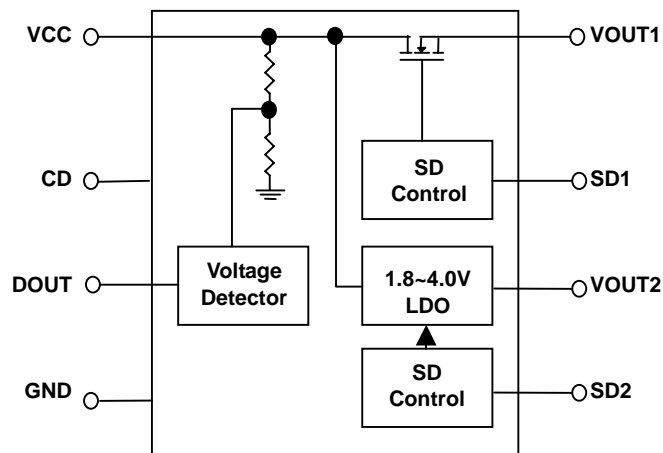 VCC
VOUT1
CD
SD
Control
SD1
DOUT
Voltage
Detector
1.8~4.0V
LDO
VOUT2
GND
SD
Control
SD2